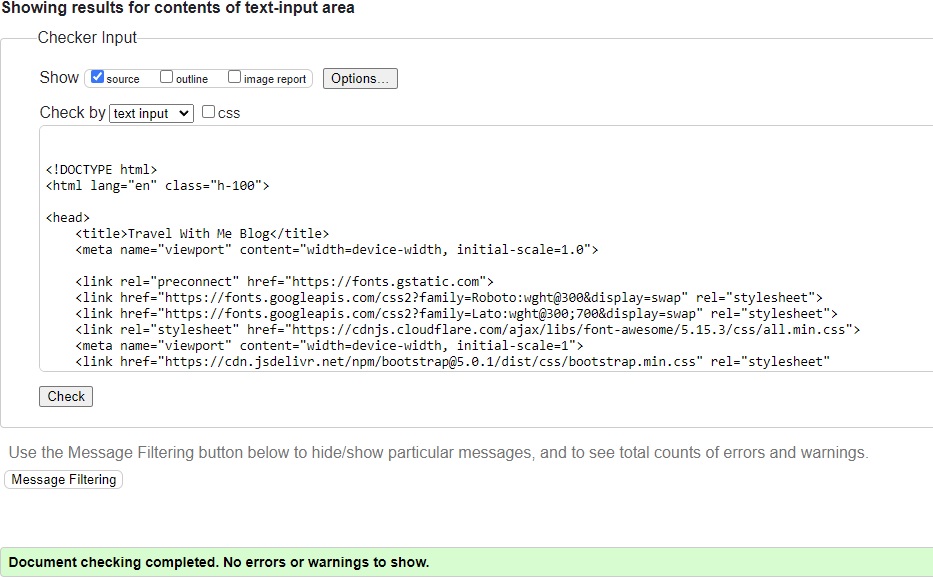 Showing results for contents of text-input area
Checker Input
Show source outline image report Options...
Check by text input css
<!DOCTYPE html>
<html lang="en" class="h-100">
<head>
<title>Travel With Me Blog</title>
<meta name="viewport" content="width=device-width, initial-scale=1.0">
<link rel="preconnect" href="https://fonts.gstatic.com">
<link href="https://fonts.googleapis.com/css2?family=Roboto:wght@300&display=swap" rel="stylesheet">
<link href="https://fonts.googleapis.com/css2?family=Lato:wght@300;700&display=swap" rel="stylesheet">
<link rel="stylesheet" href="https://cdnjs.cloudflare.com/ajax/libs/font-awesome/5.15.3/css/all.min.css">
<meta name="viewport" content="width=device-width, initial-scale=1">
<link href="https://cdn.jsdelivr.net/npm/bootstrap@5.0.1/dist/css/bootstrap.min.css" rel="stylesheet"
Check
Use the Message Filtering button below to hide/show particular messages, and to see total counts of errors and warnings.
Message Filtering
Document checking completed. No errors or warnings to show.